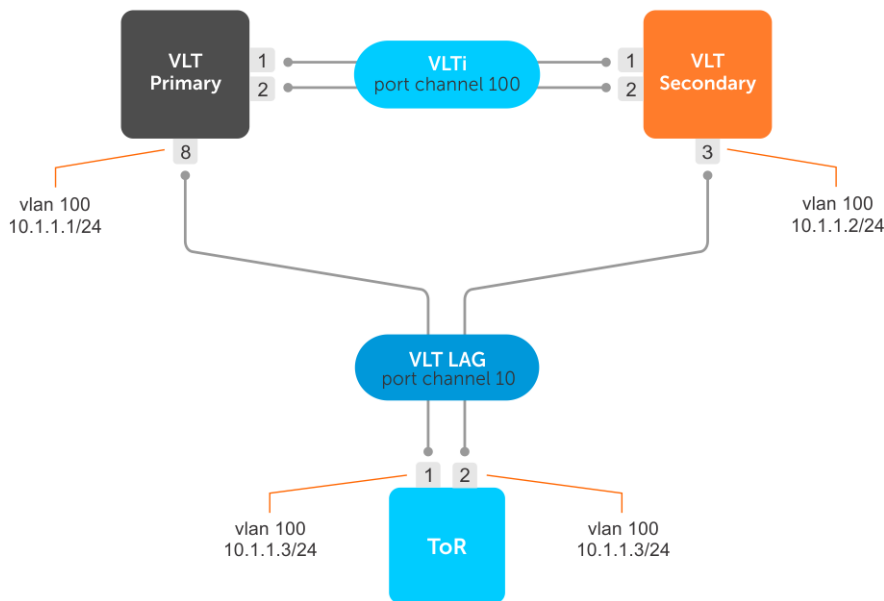 VLT
Primary
1
2
VLTi
port channel 100
1
2
VLT
Secondary
8
3
vlan 100
10.1.1.1/24
vlan 100
10.1.1.2/24
VLT LAG
port channel 10
1
2
vlan 100
10.1.1.3/24
ToR
vlan 100
10.1.1.3/24